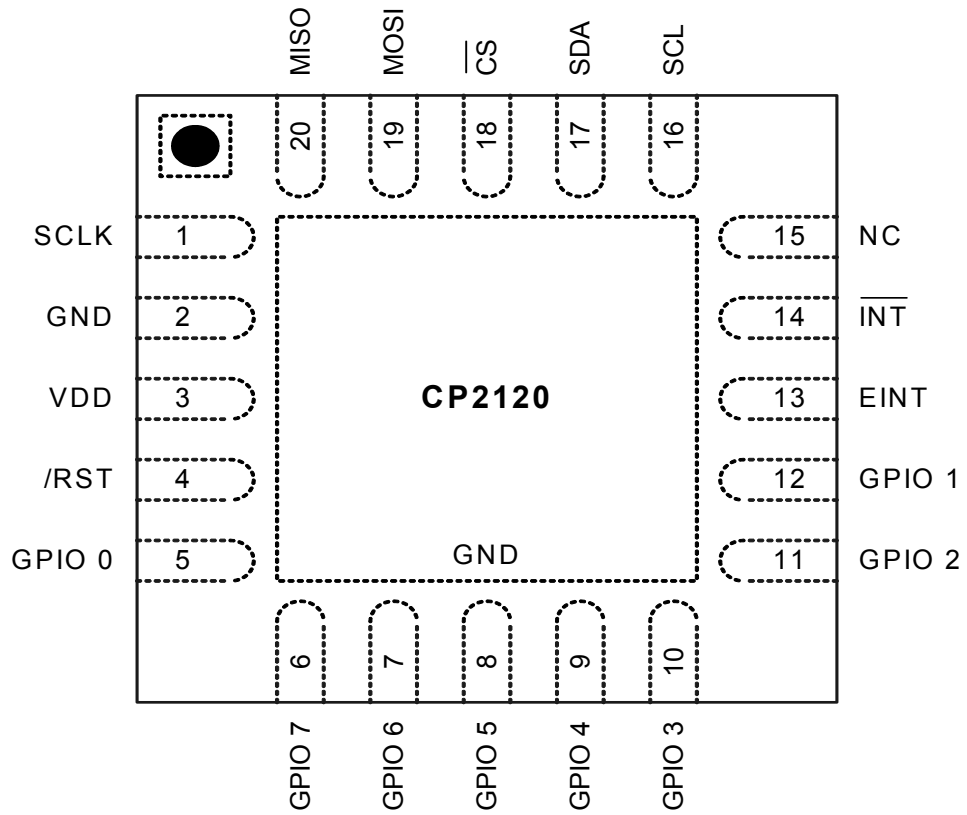 MISO
MOSI
CS
SDA
SCL
20
19
18
17
16
SCLK 1
15 NC
GND 2
14 INT
VDD 3
CP2120
13 EINT
/RST 4
12 GPIO 1
GPIO 0 5
GND
11 GPIO 2
6
7
8
9
10
GPIO 7
GPIO 6
GPIO 5
GPIO 4
GPIO 3